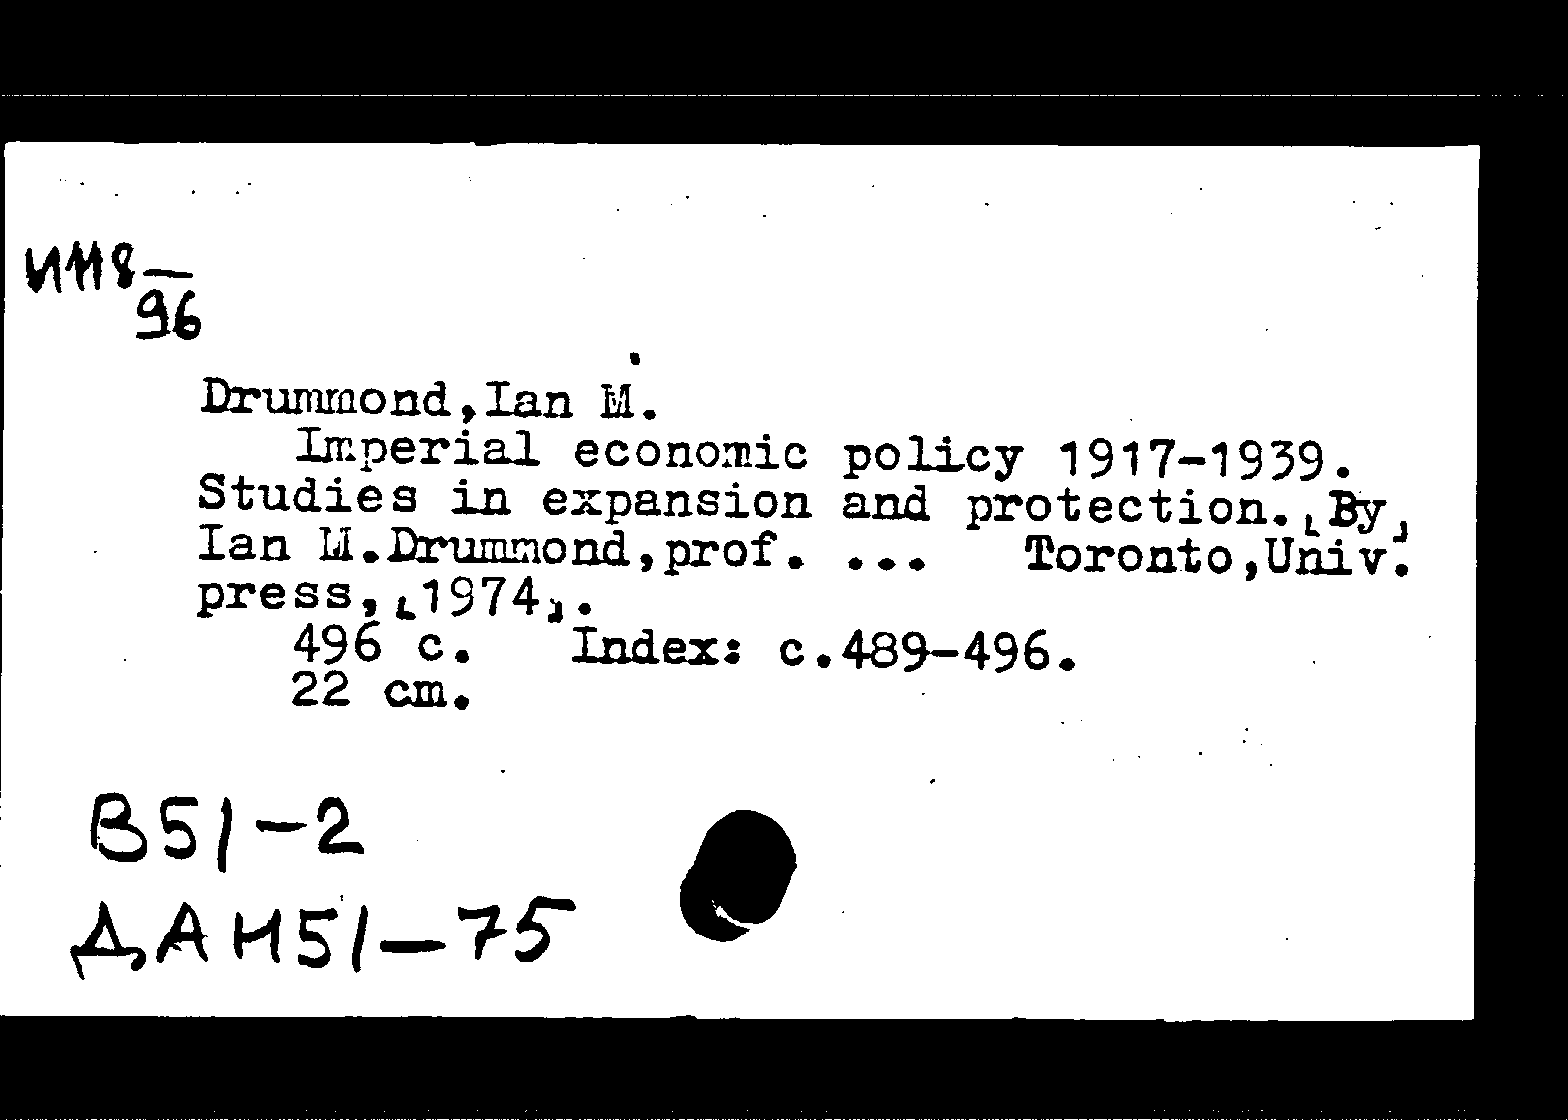 И118—
96
Drummond,Ian M.
Imperial economic policy 1917-1939.
Studies in expansion and protection.[By]
Ian M.Drummond,prof. ... Toronto,Univ.
press,[1974].
496 c. Index: c.489-496.
22 cm.
В51-2
ДАН51-75